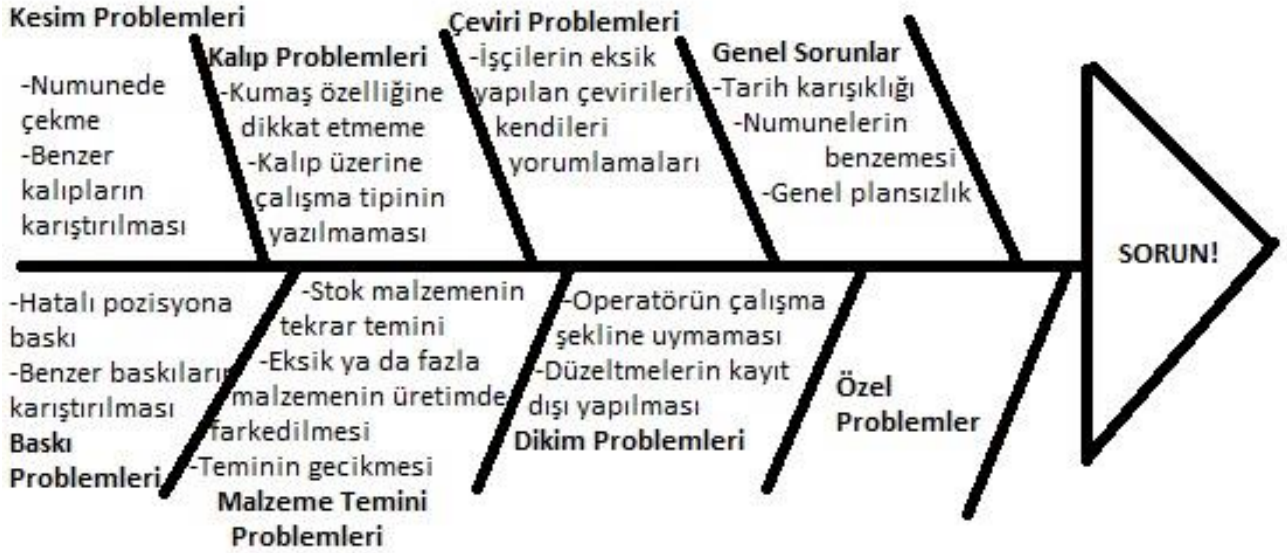 Kesim Problemleri
-Numunede
çekme
-Benzer
kalıpların
karıştırılması
Kalıp Problemleri
-Kumaş özelliğine
dikkat etmeme
-Kalıp üzerine
çalışma tipinin
yazılmaması
Çeviri Problemleri
-İşçilerin eksik
yapılan çevirileri
kendileri
yorumlamaları
Genel Sorunlar
-Tarih karışıklığı
-Numunelerin
benzemesi
-Genel plansızlık
SORUN!
-Hatalı pozisyona
baskı
-Benzer baskıların
karıştırılması
Baskı
Problemleri
-Stok malzemenin
tekrar temini
-Eksik ya da fazla
malzemenin üretimde
farkedilmesi
-Teminin gecikmesi
Malzeme Temini
Problemleri
-Operatörün çalışma
şekline uymaması
-Düzeltmelerin kayıt
dışı yapılması
Dikim Problemleri
Özel
Problemler